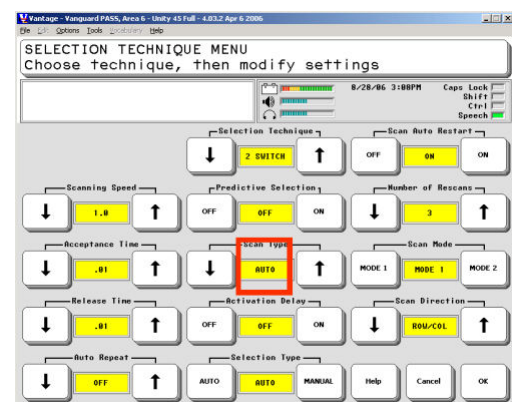 Vantage - Vanguard PASS, Area 6 - Unity 45 Full - 4.03.2 Apr 6 2006
File Edit Options Tools Vocabulary Help
SELECTION TECHNIQUE MENU
Choose technique, then modify settings
8/28/06 3:08PM Caps Lock
Shift
Ctrl
Speech
Selection Technique Scan Auto Restart
2 SWITCH OFF ON ON
Scanning Speed Predictive Selection Number of Rescans
1.0 OFF OFF ON 3
Acceptance Time Scan Type Scan Mode
.01 AUTO MODE 1 MODE 1 MODE 2
Release Time Activation Delay Scan Direction
.01 OFF OFF ON ROW/COL
Auto Repeat Selection Type
OFF AUTO AUTO MANUAL Help Cancel OK